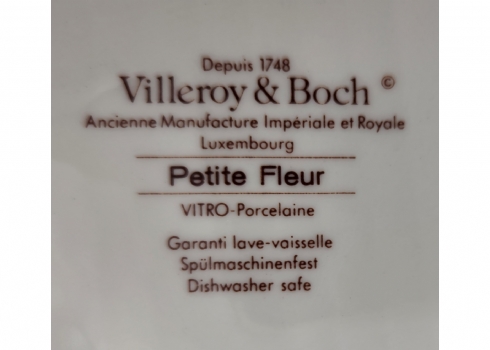 Depuis 1748
Villeroy & Boch ©
Ancienne Manufacture Impériale et Royale
Luxembourg
Petite Fleur
VITRO-Porcelaine
Garanti lave-vaisselle
Spülmaschinenfest
Dishwasher safe